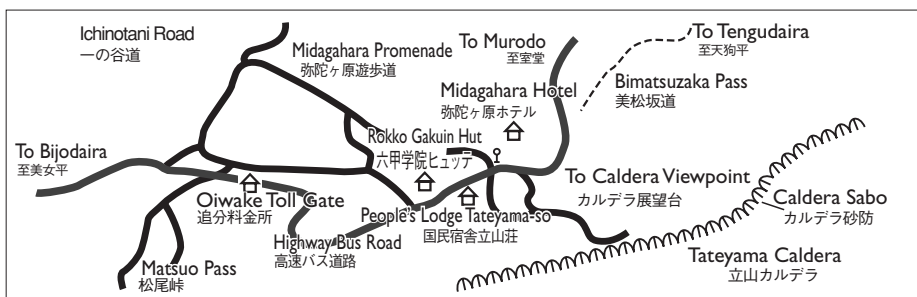 Ichinotani Road
一の谷道
Midagahara Promenade
弥陀ヶ原遊歩道
To Murodo
至室堂
To Tengudaira
至天狗平
Midagahara Hotel
弥陀ヶ原ホテル
Bimatsuzaka Pass
美松坂道
Rokko Gakuin Hut
六甲学院ヒュッテ
To Bijodaira
至美女平
Oiwake Toll Gate
追分料金所
People's Lodge Tateyama-so
国民宿舎立山荘
To Caldera Viewpoint
カルデラ展望台
Caldera Sabo
カルデラ砂防
Highway Bus Road
高速バス道路
Matsuo Pass
松尾峠
Tateyama Caldera
立山カルデラ